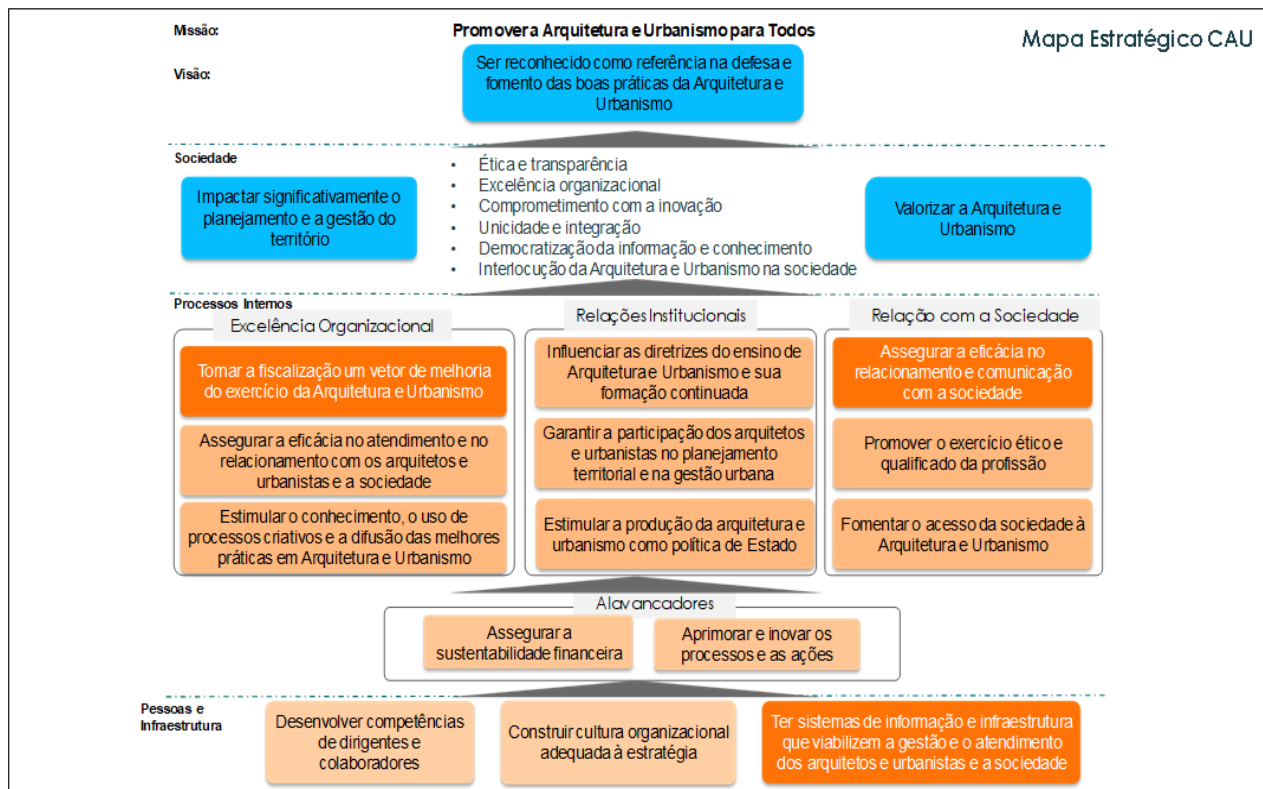 Missão:
Promover a Arquitetura e Urbanismo para Todos
Mapa Estratégico CAU
Visão:
Ser reconhecido como referência na defesa e
fomento das boas práticas da Arquitetura e
Urbanismo
Sociedade
Impactar significativamente o
planejamento e a gestão do
território
• Ética e transparência
• Excelência organizacional
• Comprometimento com a inovação
• Unicidade e integração
• Democratização da informação e conhecimento
• Interlocução da Arquitetura e Urbanismo na sociedade
Valorizar a Arquitetura e
Urbanismo
Processos Internos
Excelência Organizacional
Tornar a fiscalização um vetor de melhoria
do exercício da Arquitetura e Urbanismo
Assegurar a eficácia no atendimento e no
relacionamento com os arquitetos e
urbanistas e a sociedade
Estimular o conhecimento, o uso de
processos criativos e a difusão das melhores
práticas em Arquitetura e Urbanismo
Relações Institucionais
Influenciar as diretrizes do ensino de
Arquitetura e Urbanismo e sua
formação continuada
Garantir a participação dos arquitetos
e urbanistas no planejamento
territorial e na gestão urbana
Estimular a produção da arquitetura e
urbanismo como política de Estado
Relação com a Sociedade
Assegurar a eficácia no
relacionamento e comunicação
com a sociedade
Promover o exercício ético e
qualificado da profissão
Fomentar o acesso da sociedade à
Arquitetura e Urbanismo
Alavancadores
Assegurar a
sustentabilidade financeira
Aprimorar e inovar os
processos e as ações
Pessoas e
Infraestrutura
Desenvolver competências
de dirigentes e
colaboradores
Construir cultura organizacional
adequada à estratégia
Ter sistemas de informação e infraestrutura
que viabilizem a gestão e o atendimento
dos arquitetos e urbanistas e a sociedade